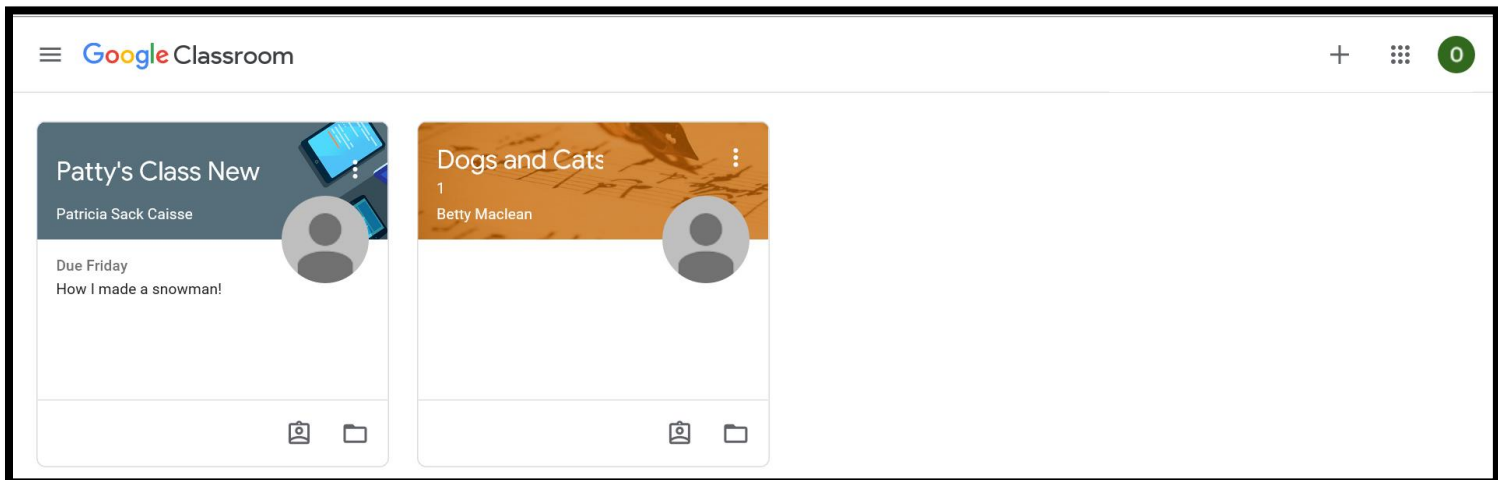 Google Classroom
O
Patty's Class New
Patricia Sack Caisse
Due Friday
How I made a snowman!
Dogs and Cats
1
Betty Maclean